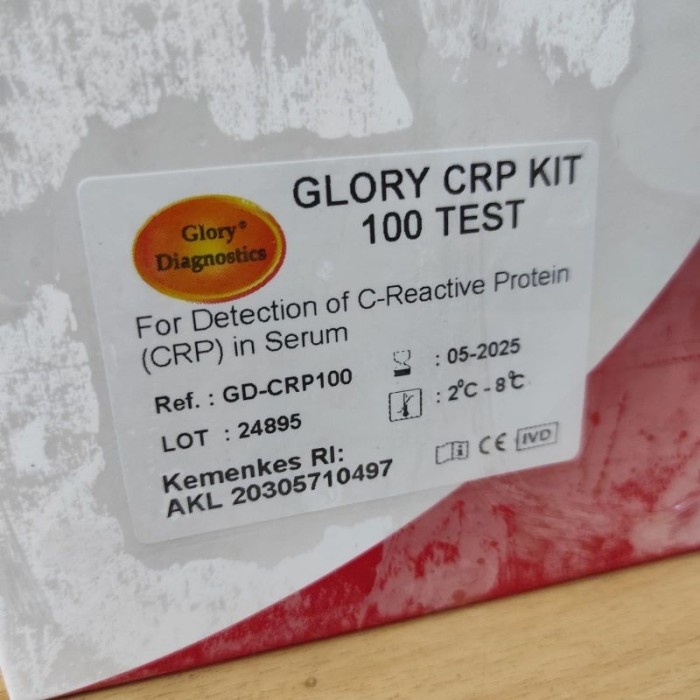 GLORY CRP KIT
100 TEST
Glory®
Diagnostics
For Detection of C-Reactive Protein
(CRP) in Serum
Ref. : GD-CRP100
LOT : 24895
: 05-2025
: 2°C - 8°C
Kemenkes RI:
AKL 20305710497
i CE IVD